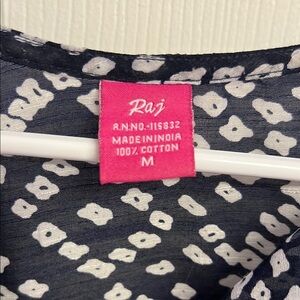 Raj
R.N.NO.-115832
MADE IN INDIA
100% COTTON
M